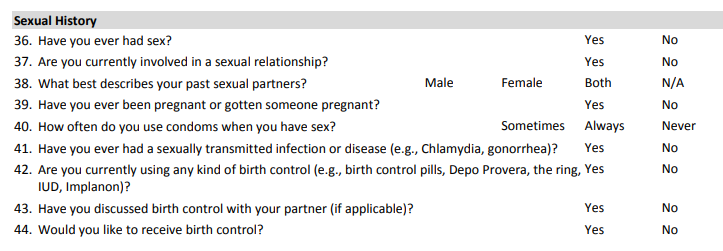 Sexual History
36. Have you ever had sex? Yes No
37. Are you currently involved in a sexual relationship? Yes No
38. What best describes your past sexual partners? Male Female Both N/A
39. Have you ever been pregnant or gotten someone pregnant? Yes No
40. How often do you use condoms when you have sex? Sometimes Always Never
41. Have you ever had a sexually transmitted infection or disease (e.g., Chlamydia, gonorrhea)? Yes No
42. Are you currently using any kind of birth control (e.g., birth control pills, Depo Provera, the ring, Yes No
IUD, Implanon)?
43. Have you discussed birth control with your partner (if applicable)? Yes No
44. Would you like to receive birth control? Yes No